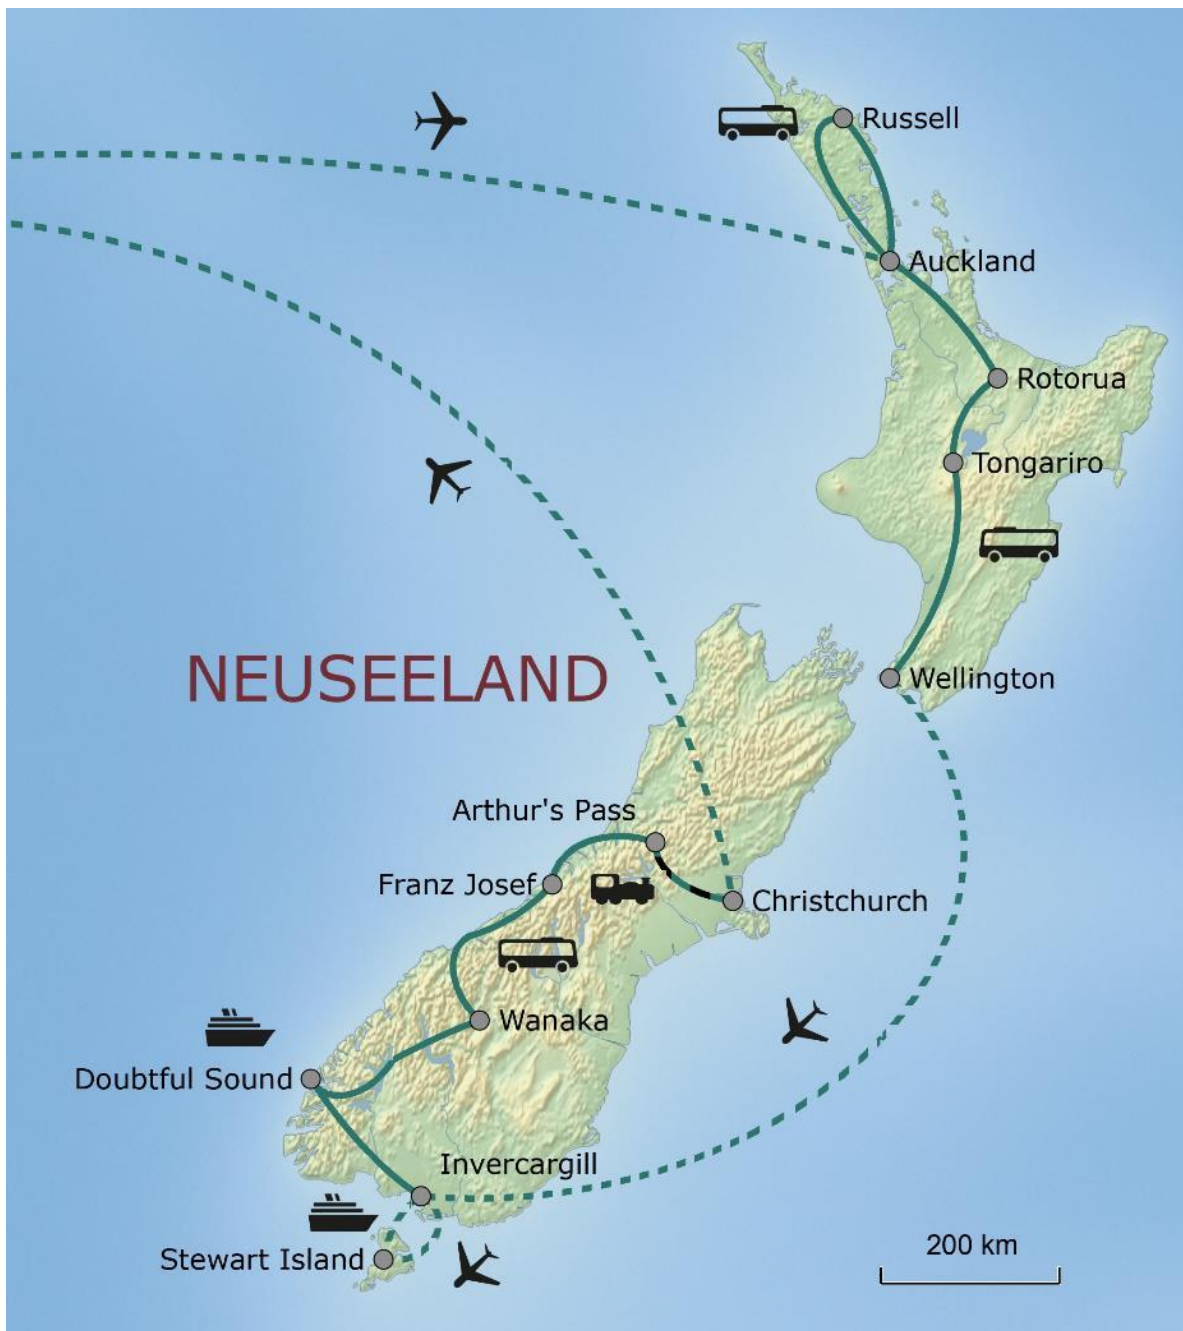 Russell
Auckland
Rotorua
Tongariro
NEUSEELAND
Wellington
Arthur's Pass
Franz Josef
Christchurch
Wanaka
Doubtful Sound
Invercargill
Stewart Island
200 km